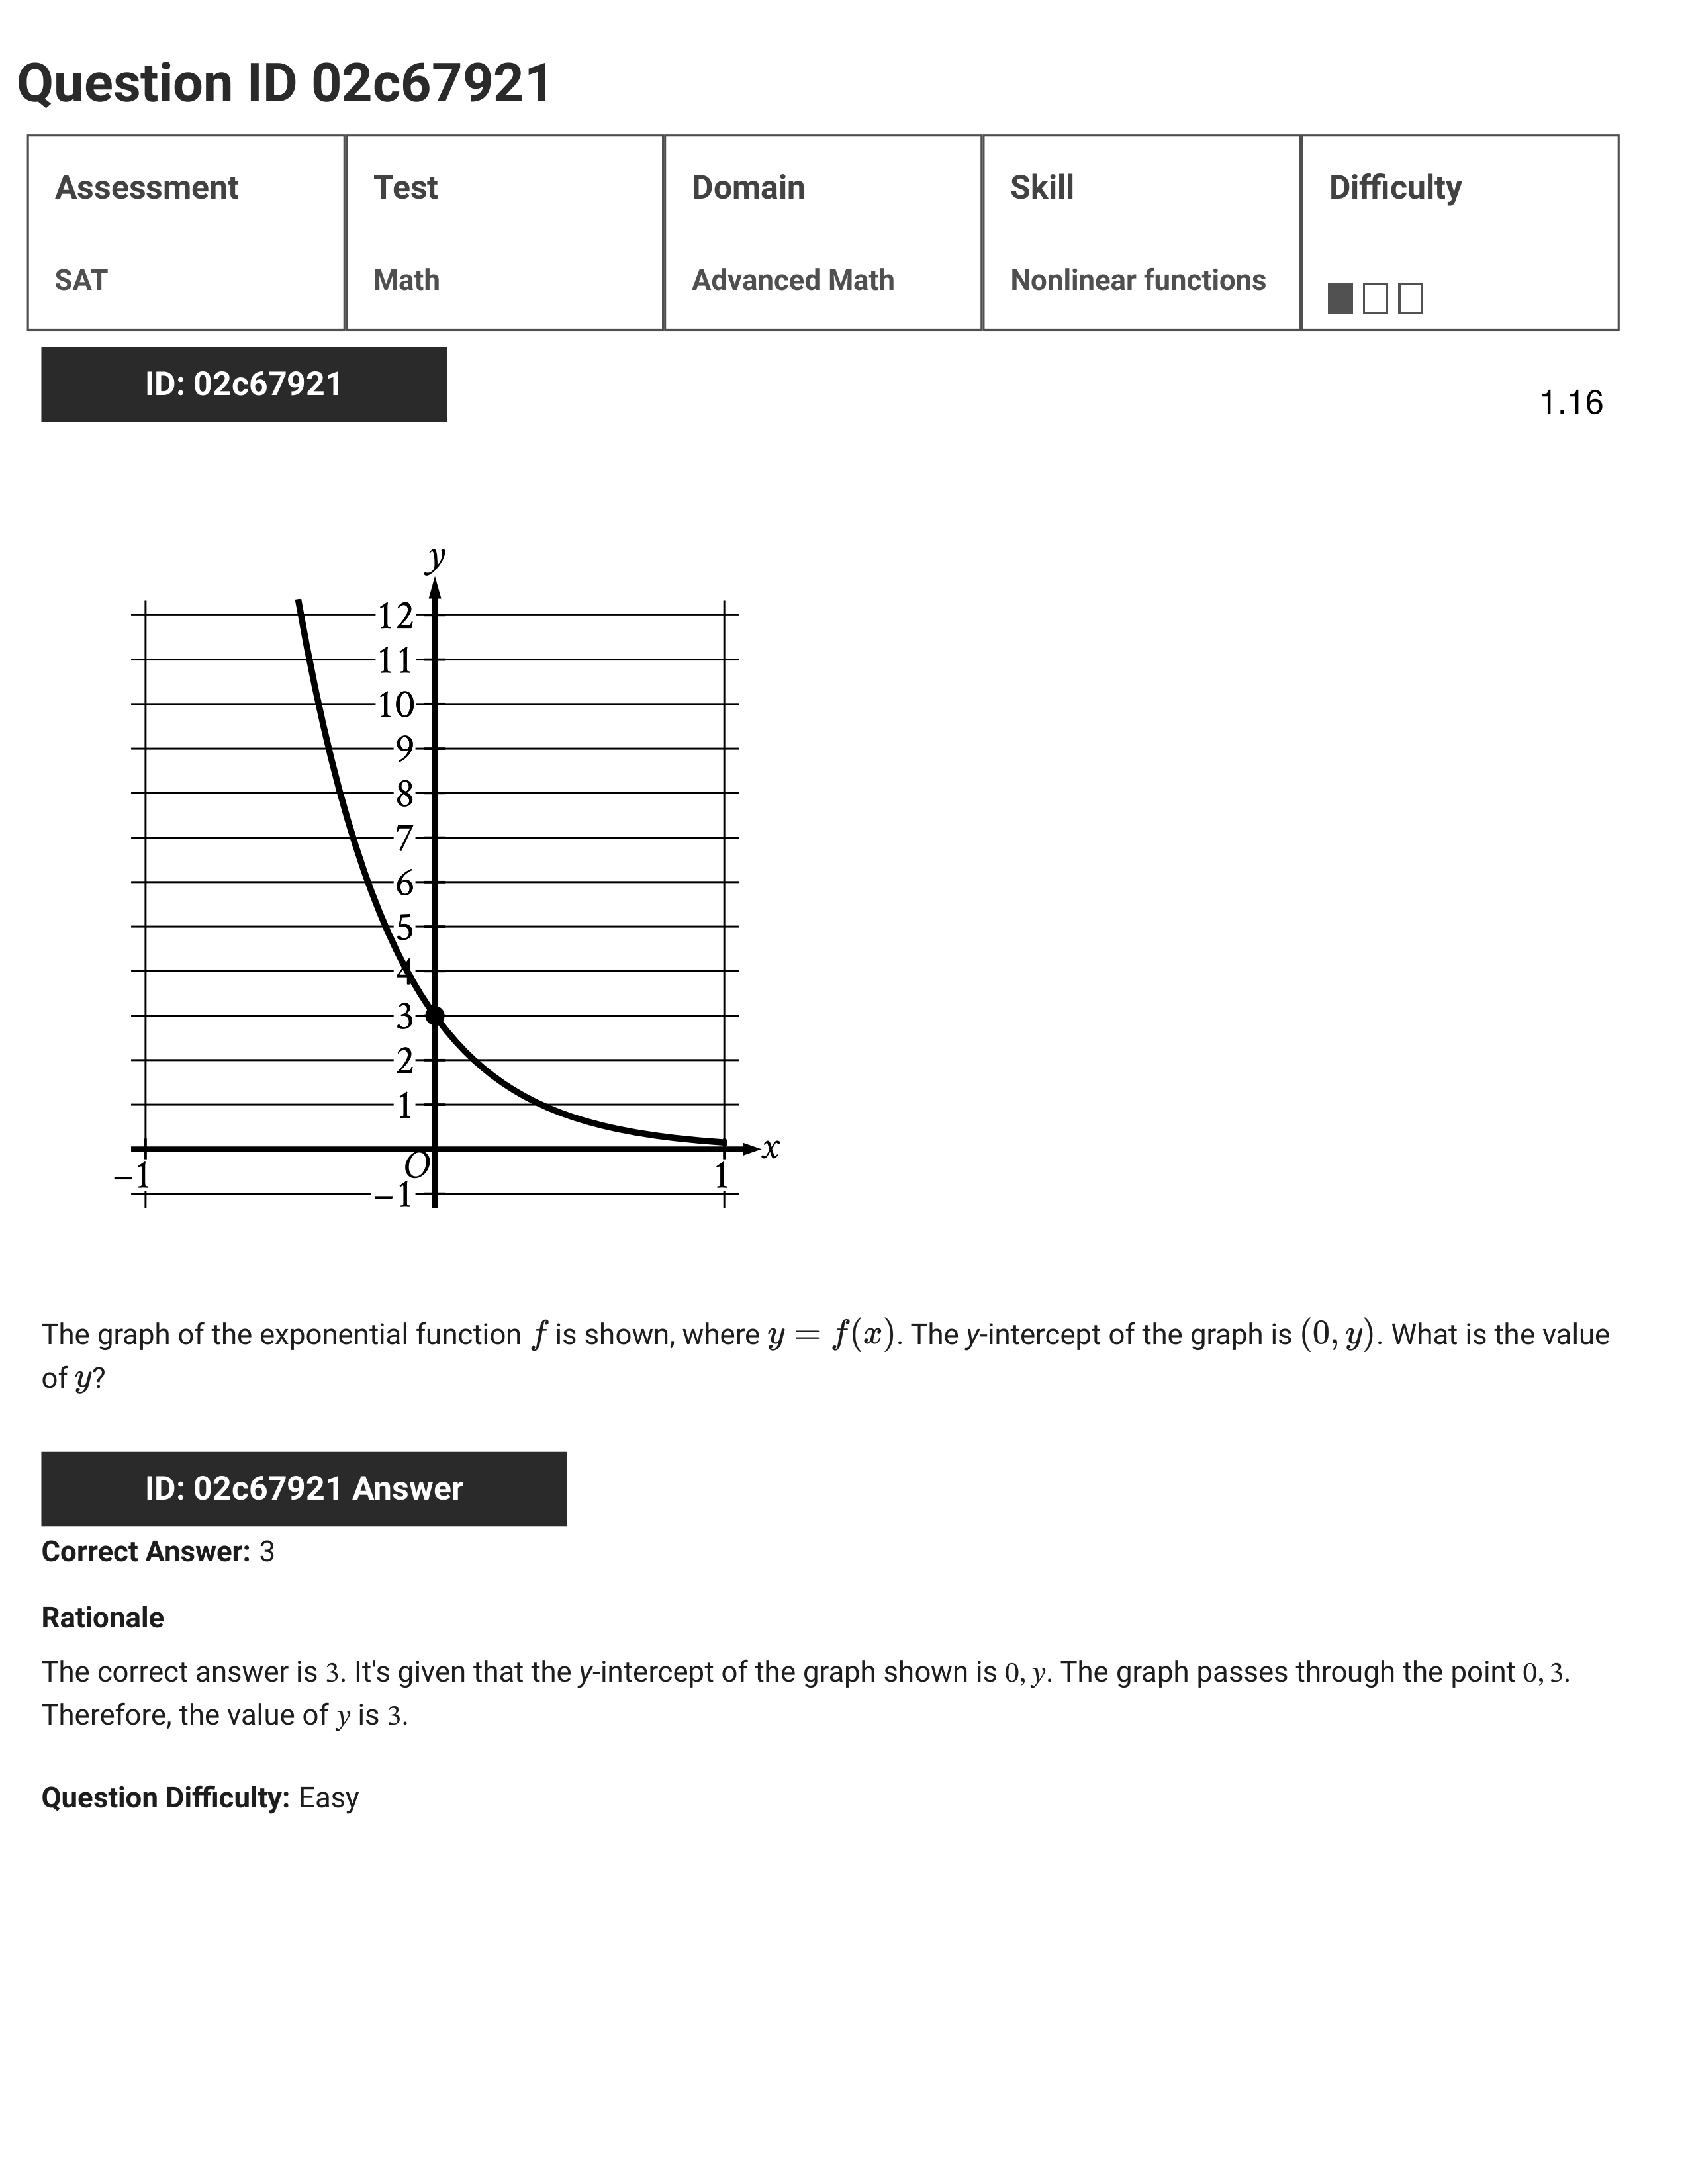 Question ID 02c67921
Assessment Test Domain Skill Difficulty
SAT Math Advanced Math Nonlinear functions
ID: 02c67921
1.16
y
12
11
10
9
8
7
6
5
4
3
2
1
x
O
−1
1
−1
The graph of the exponential function f is shown, where y = f(x). The y-intercept of the graph is (0, y). What is the value
of y?
ID: 02c67921 Answer
Correct Answer: 3
Rationale
The correct answer is 3. It's given that the y-intercept of the graph shown is 0, y. The graph passes through the point 0, 3.
Therefore, the value of y is 3.
Question Difficulty: Easy